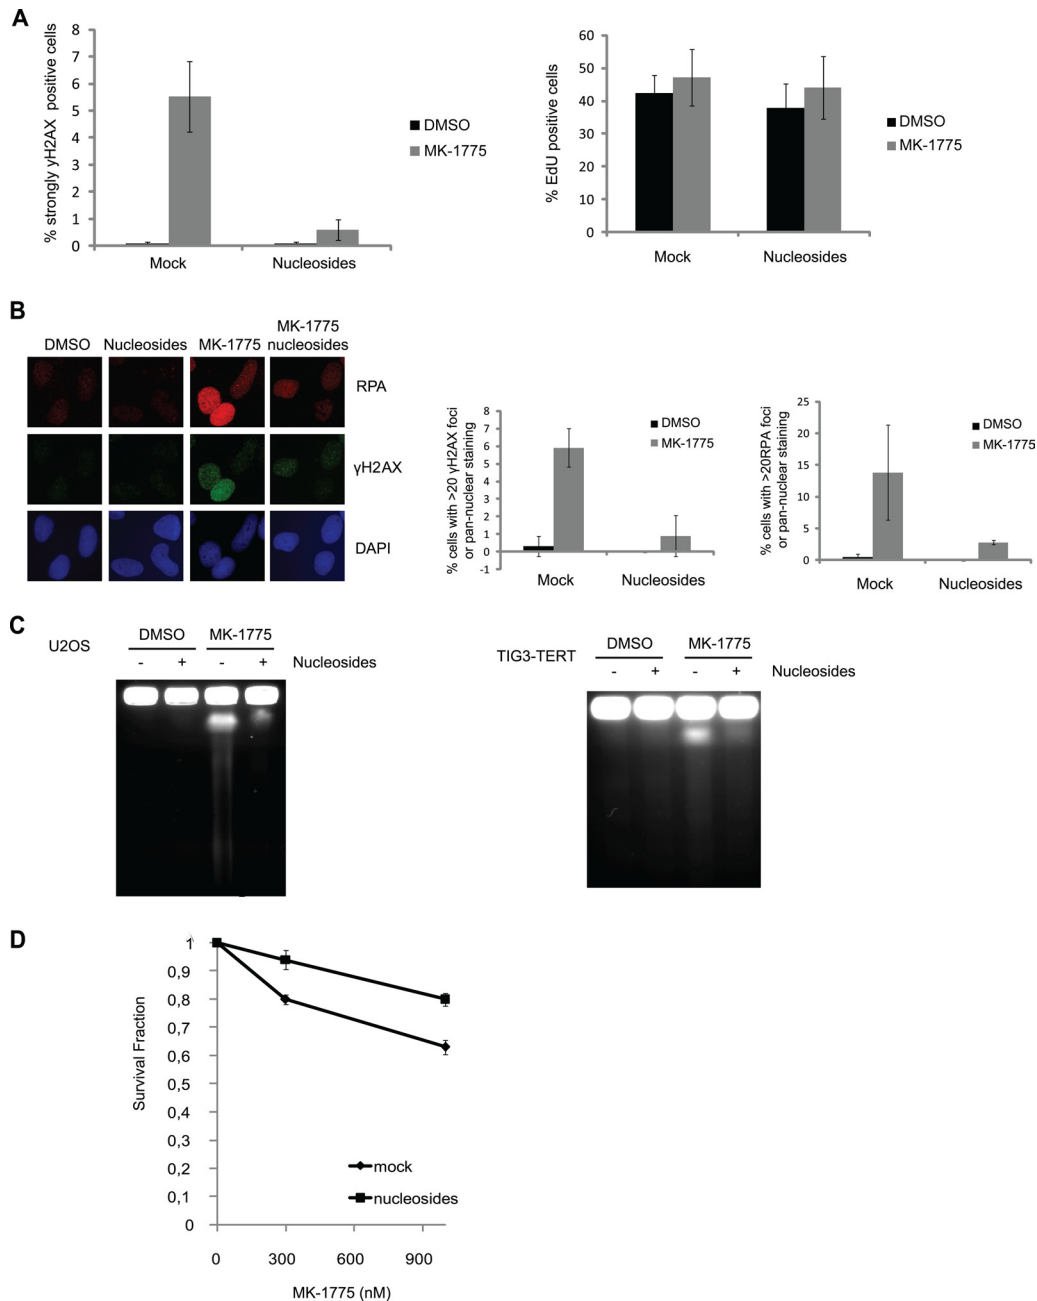 A
8
7
6
5
4
3
2
1
0
% strongly γH2AX positive cells
Mock
Nucleosides
DMSO
MK-1775
60
50
40
30
20
10
0
% EdU positive cells
Mock
Nucleosides
DMSO
MK-1775
B
DMSO
Nucleosides
MK-1775
MK-1775
nucleosides
RPA
γH2AX
DAPI
8
7
6
5
4
3
2
1
0
-1
% cells with >20 γH2AX foci
or pan-nuclear staining
Mock
Nucleosides
DMSO
MK-1775
25
20
15
10
5
0
% cells with >20RPA foci
or pan-nuclear staining
Mock
Nucleosides
DMSO
MK-1775
C
U2OS
DMSO
MK-1775
- + - +
Nucleosides
TIG3-TERT
DMSO
MK-1775
- + - +
Nucleosides
D
1
0,9
0,8
0,7
0,6
0,5
0,4
0,3
0,2
0,1
0
Survival Fraction
mock
nucleosides
0 300 600 900
MK-1775 (nM)